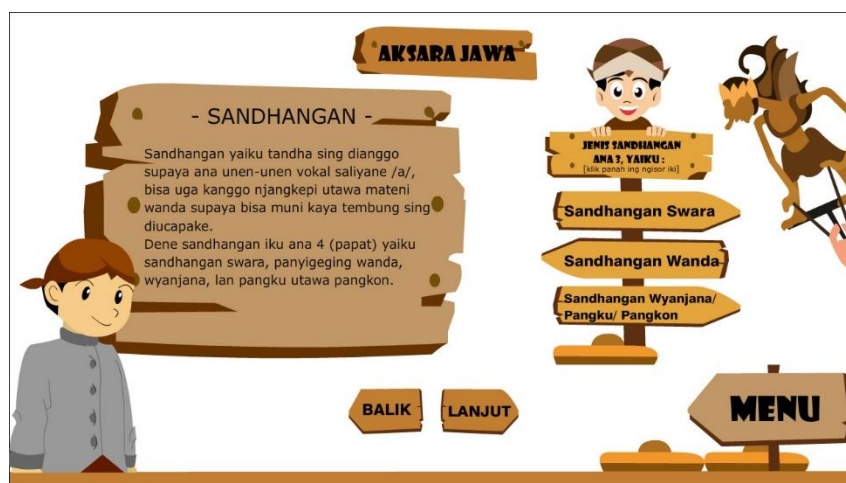 AKSARA JAWA
- SANDHANGAN -
Sandhangan yaiku tandha sing dianggo
supaya ana unen-unen vokal saliyane /a/,
bisa uga kanggo njangkepi utawa mateni
wanda supaya bisa muni kaya tembung sing
diucapake.
Dene sandhangan iku ana 4 (papat) yaiku
sandhangan swara, panyigeging wanda,
wyanjana, lan pangku utawa pangkon.
JENIS SANDHANGAN
ANA 3, YAIKU :
[klik panah ing ngisor iki]
Sandhangan Swara
Sandhangan Wanda
Sandhangan Wyanjana/
Pangku/ Pangkon
BALIK
LANJUT
MENU